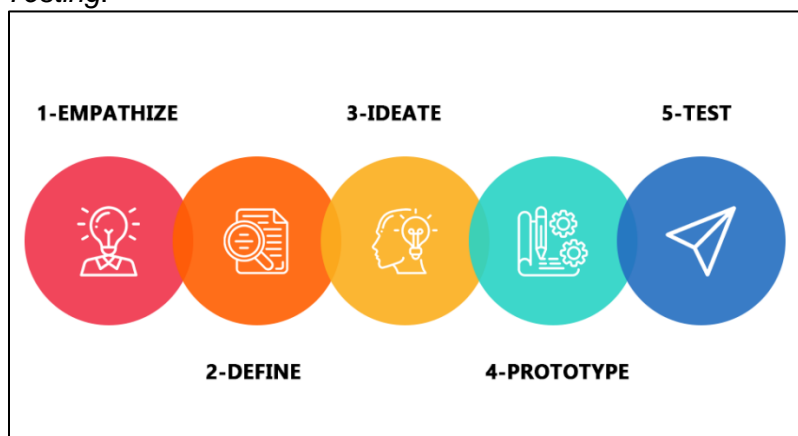 Testing.
1-EMPATHIZE
3-IDEATE
5-TEST
2-DEFINE
4-PROTOTYPE